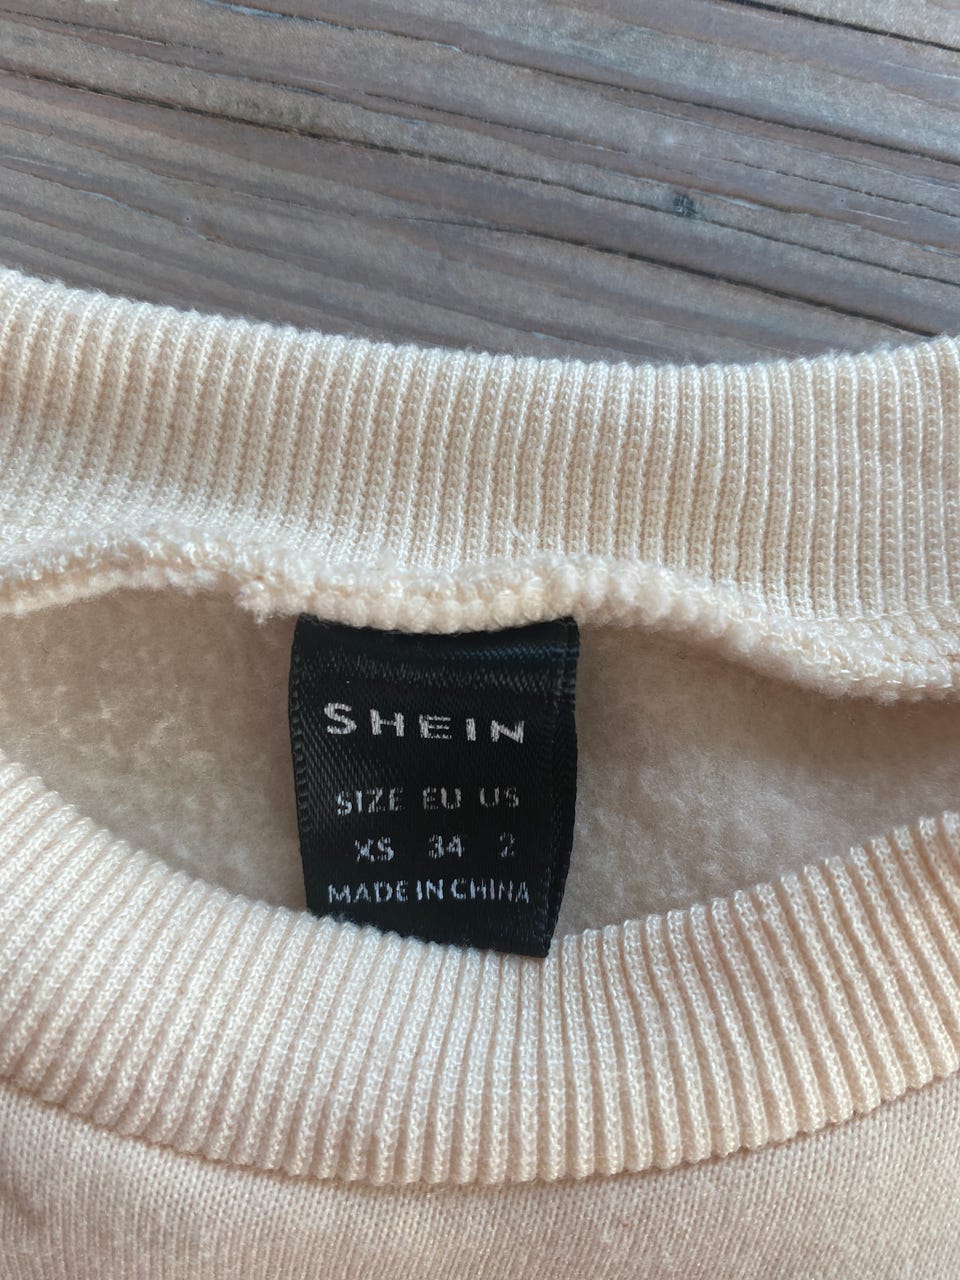 SHEIN
SIZE EU US
XS 34 2
MADE IN CHINA